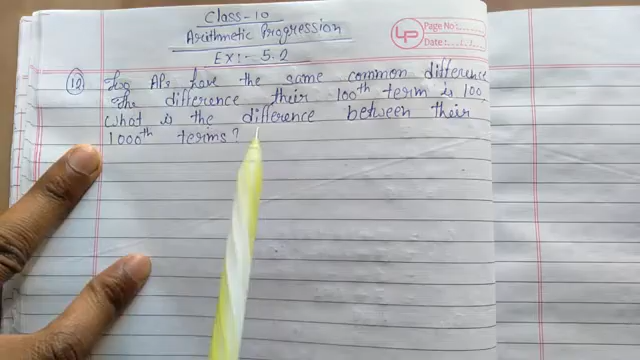 Class-10
Arithmetic Progression
Ex:- 5.2
Page No.:
Date:
LP
12 Two APs have the same common difference
The difference their 100th term is 100
What is the difference between their
1000th terms?